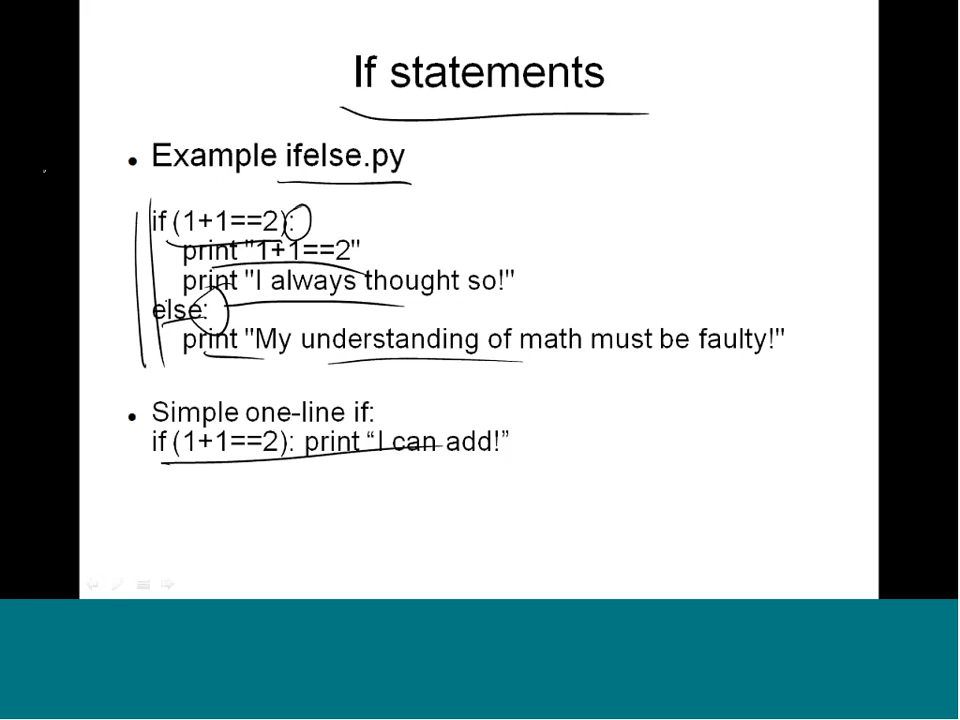 If statements
• Example ifelse.py
if (1+1==2):
print "1+1==2"
print "I always thought so!"
else:
print "My understanding of math must be faulty!"
• Simple one-line if:
if (1+1==2): print “I can add!”